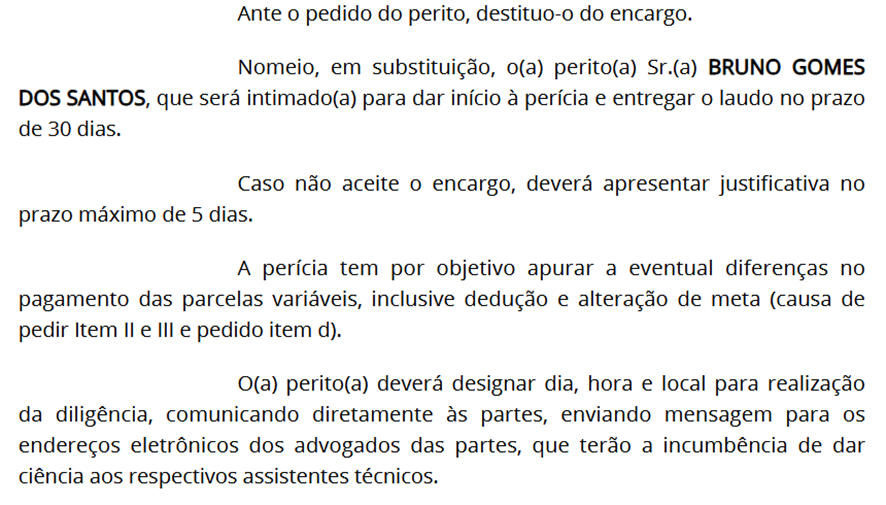 Ante o pedido do perito, destituo-o do encargo.
Nomeio, em substituição, o(a) perito(a) Sr.(a) BRUNO GOMES
DOS SANTOS, que será intimado(a) para dar início à perícia e entregar o laudo no prazo
de 30 dias.
Caso não aceite o encargo, deverá apresentar justificativa no
prazo máximo de 5 dias.
A perícia tem por objetivo apurar a eventual diferenças no
pagamento das parcelas variáveis, inclusive dedução e alteração de meta (causa de
pedir Item II e III e pedido item d).
O(a) perito(a) deverá designar dia, hora e local para realização
da diligência, comunicando diretamente às partes, enviando mensagem para os
endereços eletrônicos dos advogados das partes, que terão a incumbência de dar
ciência aos respectivos assistentes técnicos.